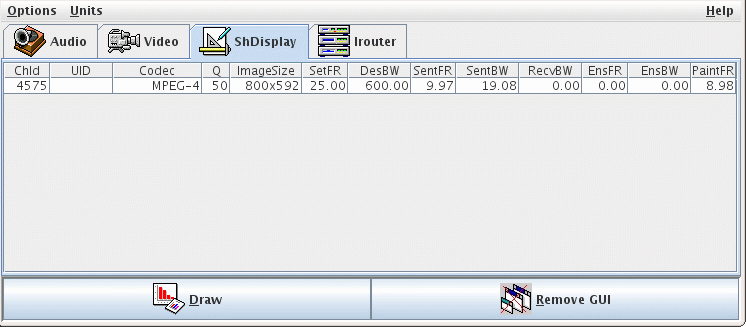 Options Units Help
Audio Video ShDisplay Irouter
ChId UID Codec Q ImageSize SetFR DesBW SentFR SentBW RecvBW EnsFR EnsBW PaintFR
4575 MPEG-4 50 800x592 25.00 600.00 9.97 19.08 0.00 0.00 0.00 8.98
Draw Remove GUI